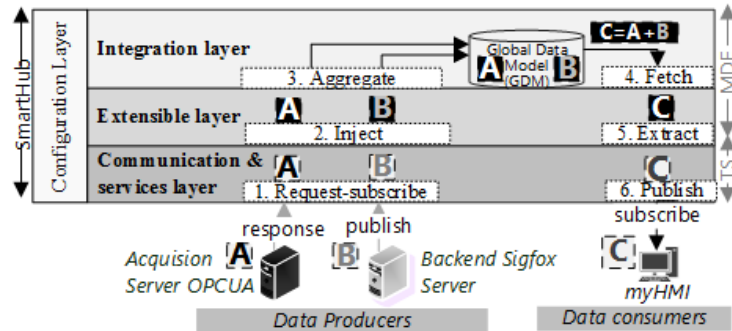 SmartHub
Configuration Layer
Integration layer
C=A+B
Global Data
Model
(GDM)
A
B
3. Aggregate
4. Fetch
MDE
Extensible layer
A
B
C
2. Inject
5. Extract
Communication &
services layer
A
B
C
1. Request-subscribe
6. Publish
TS
response
publish
subscribe
Acquision
Server OPCUA
A
B
Backend Sigfox
Server
C
myHMI
Data Producers
Data consumers